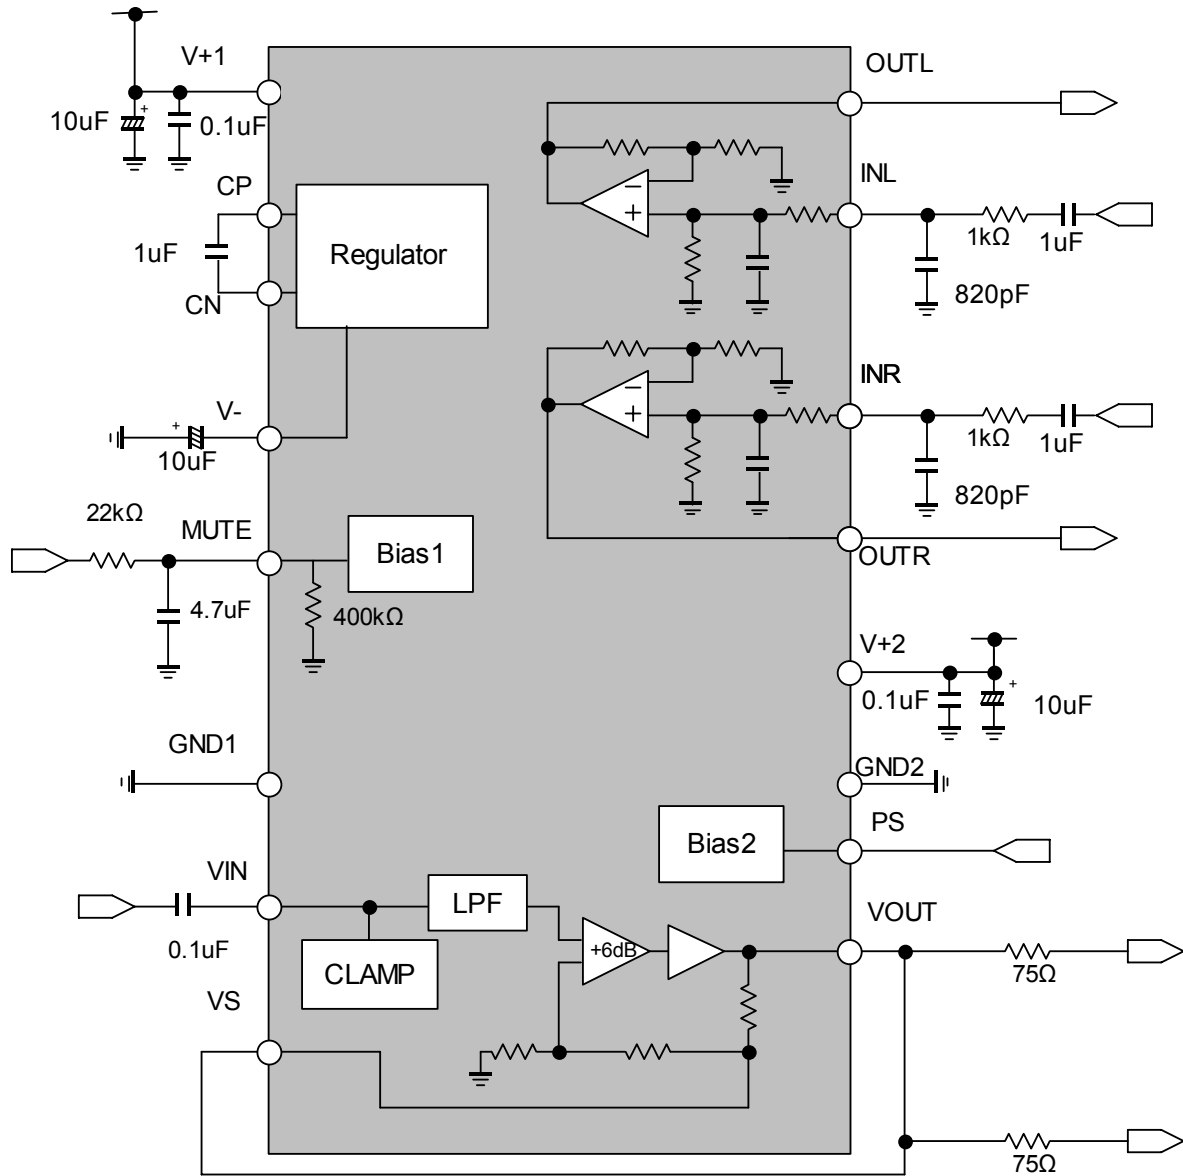 V+1
10uF
+
0.1uF
CP
1uF
CN
Regulator
V-
+
10uF
22kΩ
MUTE
4.7uF
Bias1
400kΩ
GND1
VIN
0.1uF
LPF
CLAMP
+6dB
VS
OUTL
−
+
INL
1kΩ
1uF
820pF
−
+
INR
1kΩ
1uF
820pF
OUTR
V+2
0.1uF
+
10uF
GND2
Bias2
PS
VOUT
75Ω
75Ω